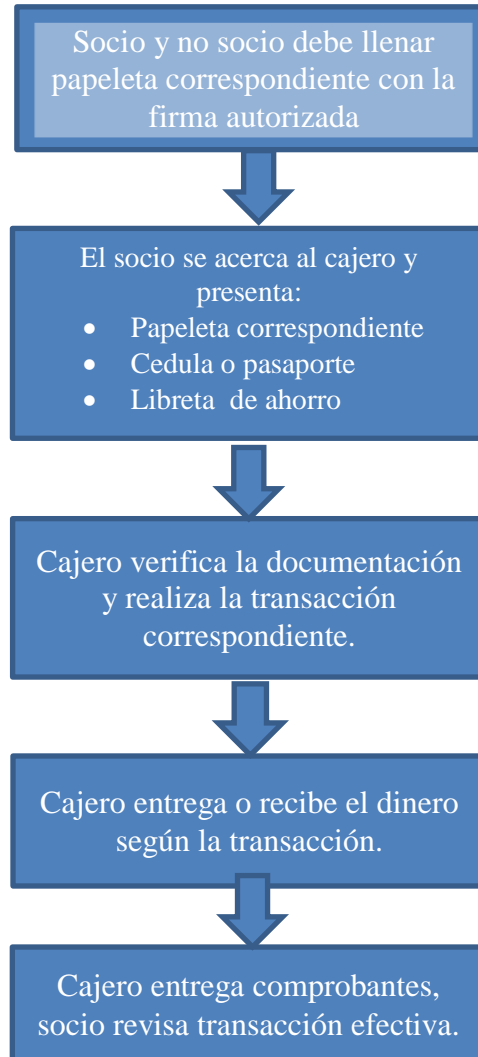 Socio y no socio debe llenar
papeleta correspondiente con la
firma autorizada
El socio se acerca al cajero y
presenta:
• Papeleta correspondiente
• Cedula o pasaporte
• Libreta de ahorro
Cajero verifica la documentación
y realiza la transacción
correspondiente.
Cajero entrega o recibe el dinero
según la transacción.
Cajero entrega comprobantes,
socio revisa transacción efectiva.